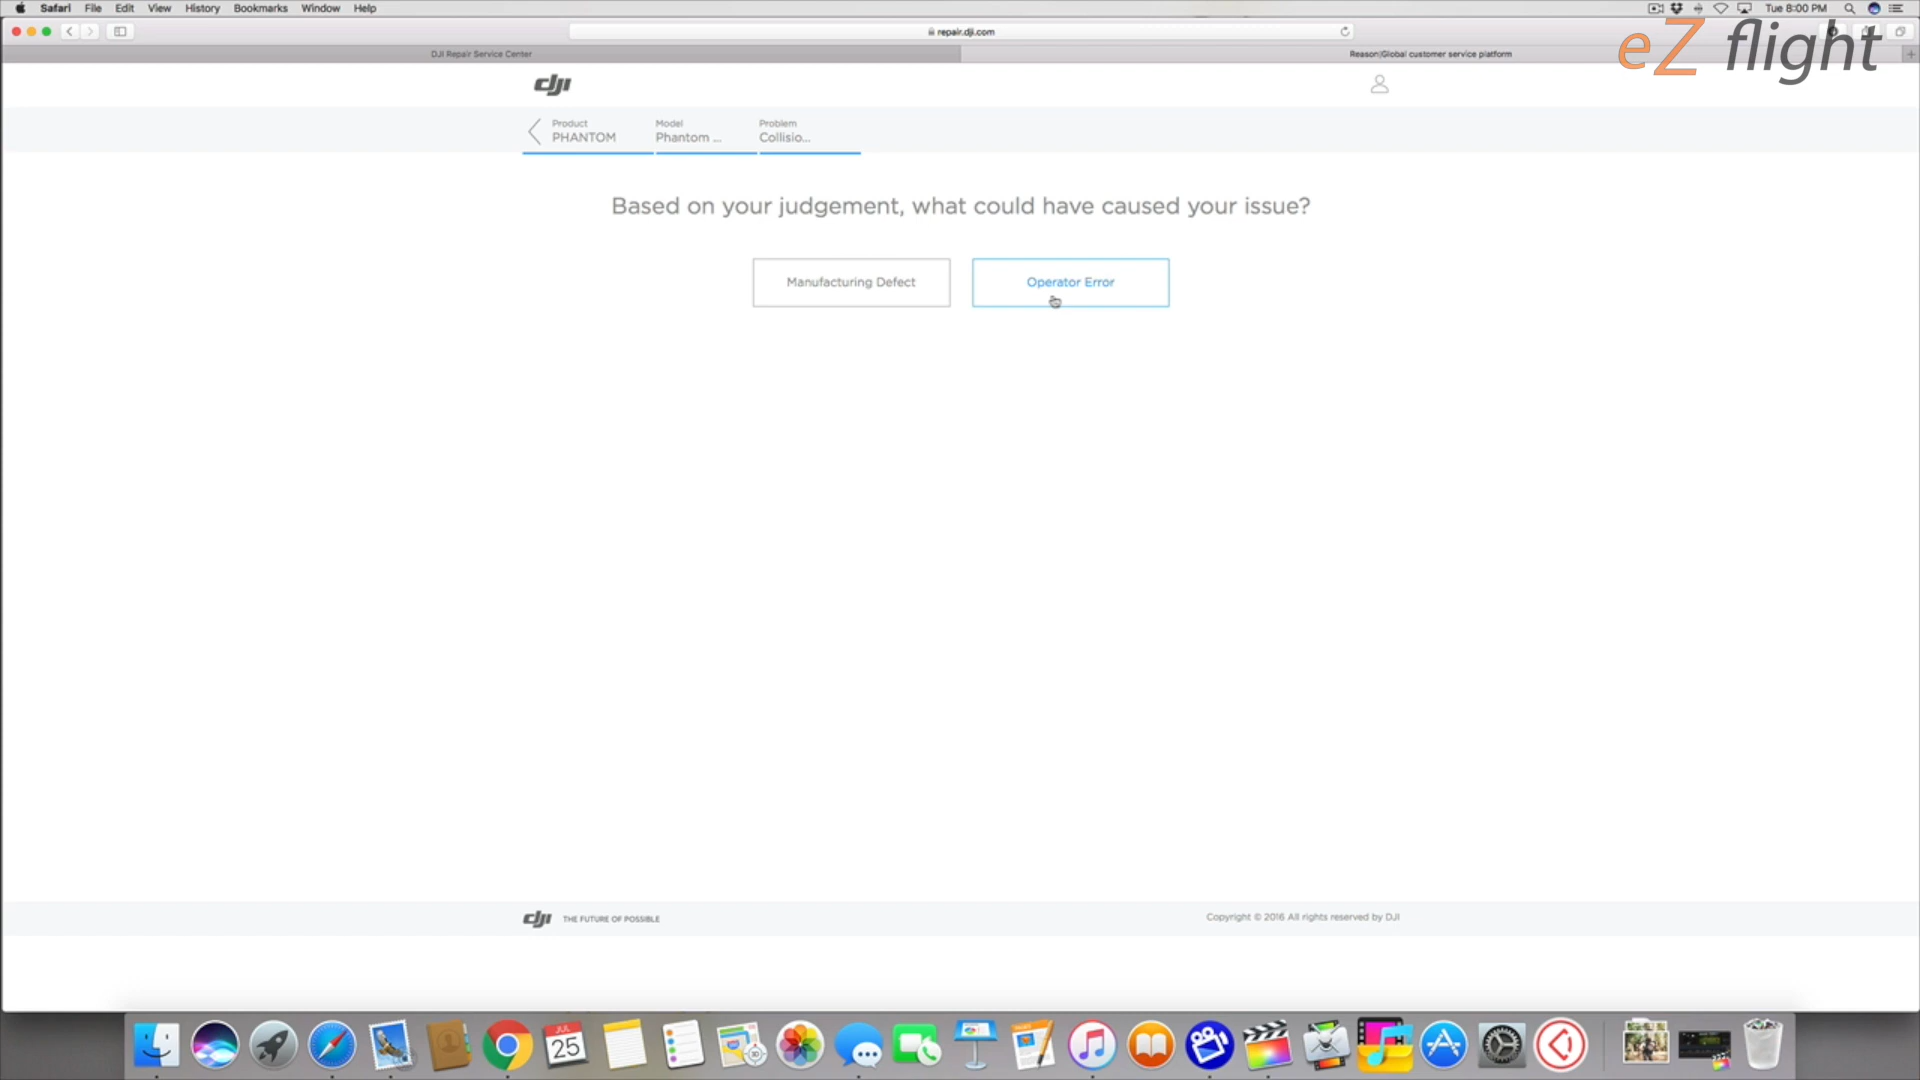 Safari File Edit View History Bookmarks Window Help
Tue 8:00 PM
repair.dji.com
DJI Repair Service Center
Reason|Global customer service platform
eZ flight
dji
Product
PHANTOM
Model
Phantom ...
Problem
Collisio...
Based on your judgement, what could have caused your issue?
Manufacturing Defect
Operator Error
dji THE FUTURE OF POSSIBLE
Copyright © 2016 All rights reserved by DJI
JUL
25